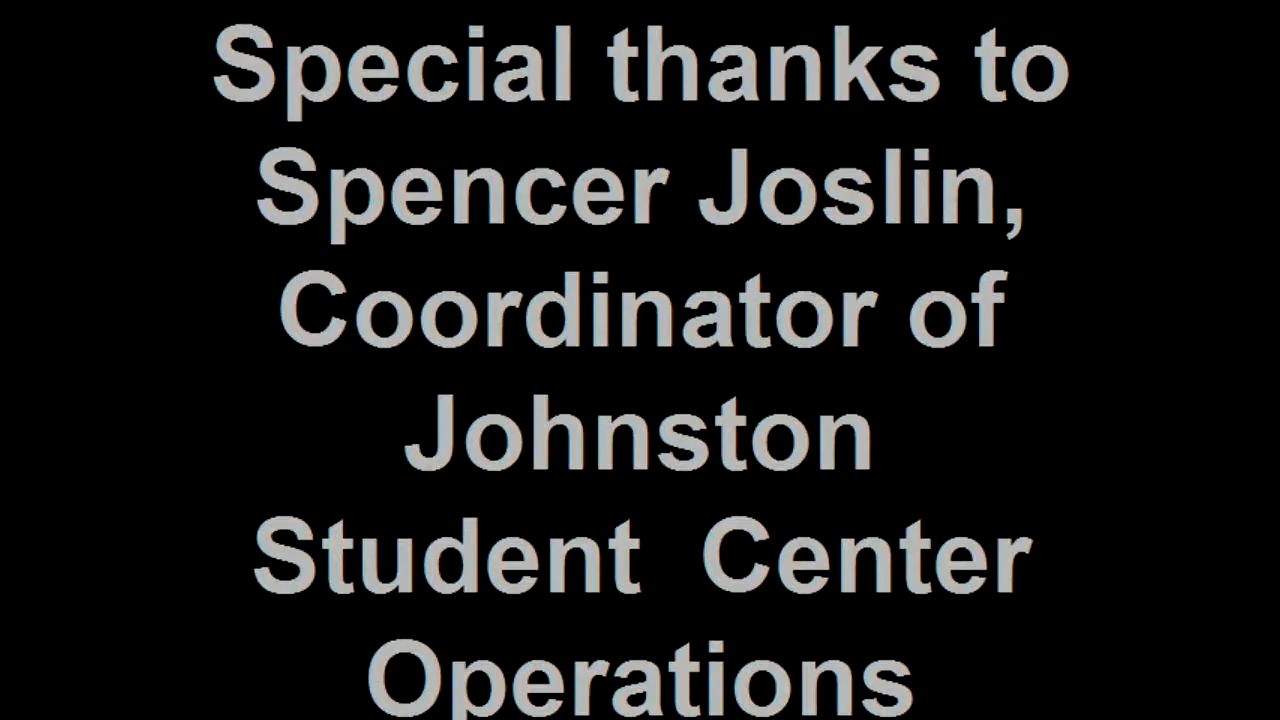 Special thanks to
Spencer Joslin,
Coordinator of
Johnston
Student  Center
Operations